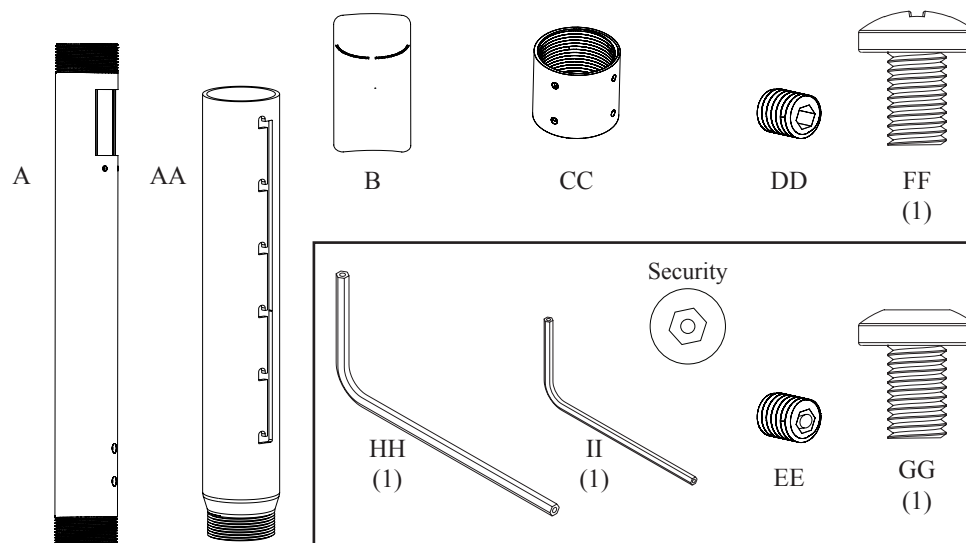 A
AA
B
CC
DD
FF
(1)
Security
HH
(1)
II
(1)
EE
GG
(1)